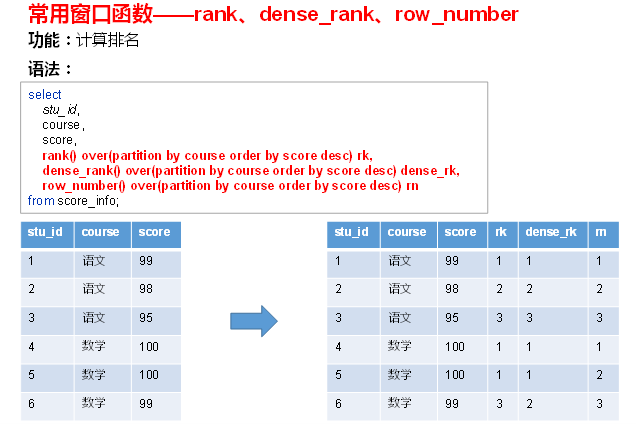 常用窗口函数——rank、dense_rank、row_number
功能：计算排名
语法：
select
stu_id,
course,
score,
rank() over(partition by course order by score desc) rk,
dense_rank() over(partition by course order by score desc) dense_rk,
row_number() over(partition by course order by score desc) rn
from score_info;
stu_id course score
1 语文 99
2 语文 98
3 语文 95
4 数学 100
5 数学 100
6 数学 99
stu_id course score rk dense_rk rn
1 语文 99 1 1 1
2 语文 98 2 2 2
3 语文 95 3 3 3
4 数学 100 1 1 1
5 数学 100 1 1 2
6 数学 99 3 2 3